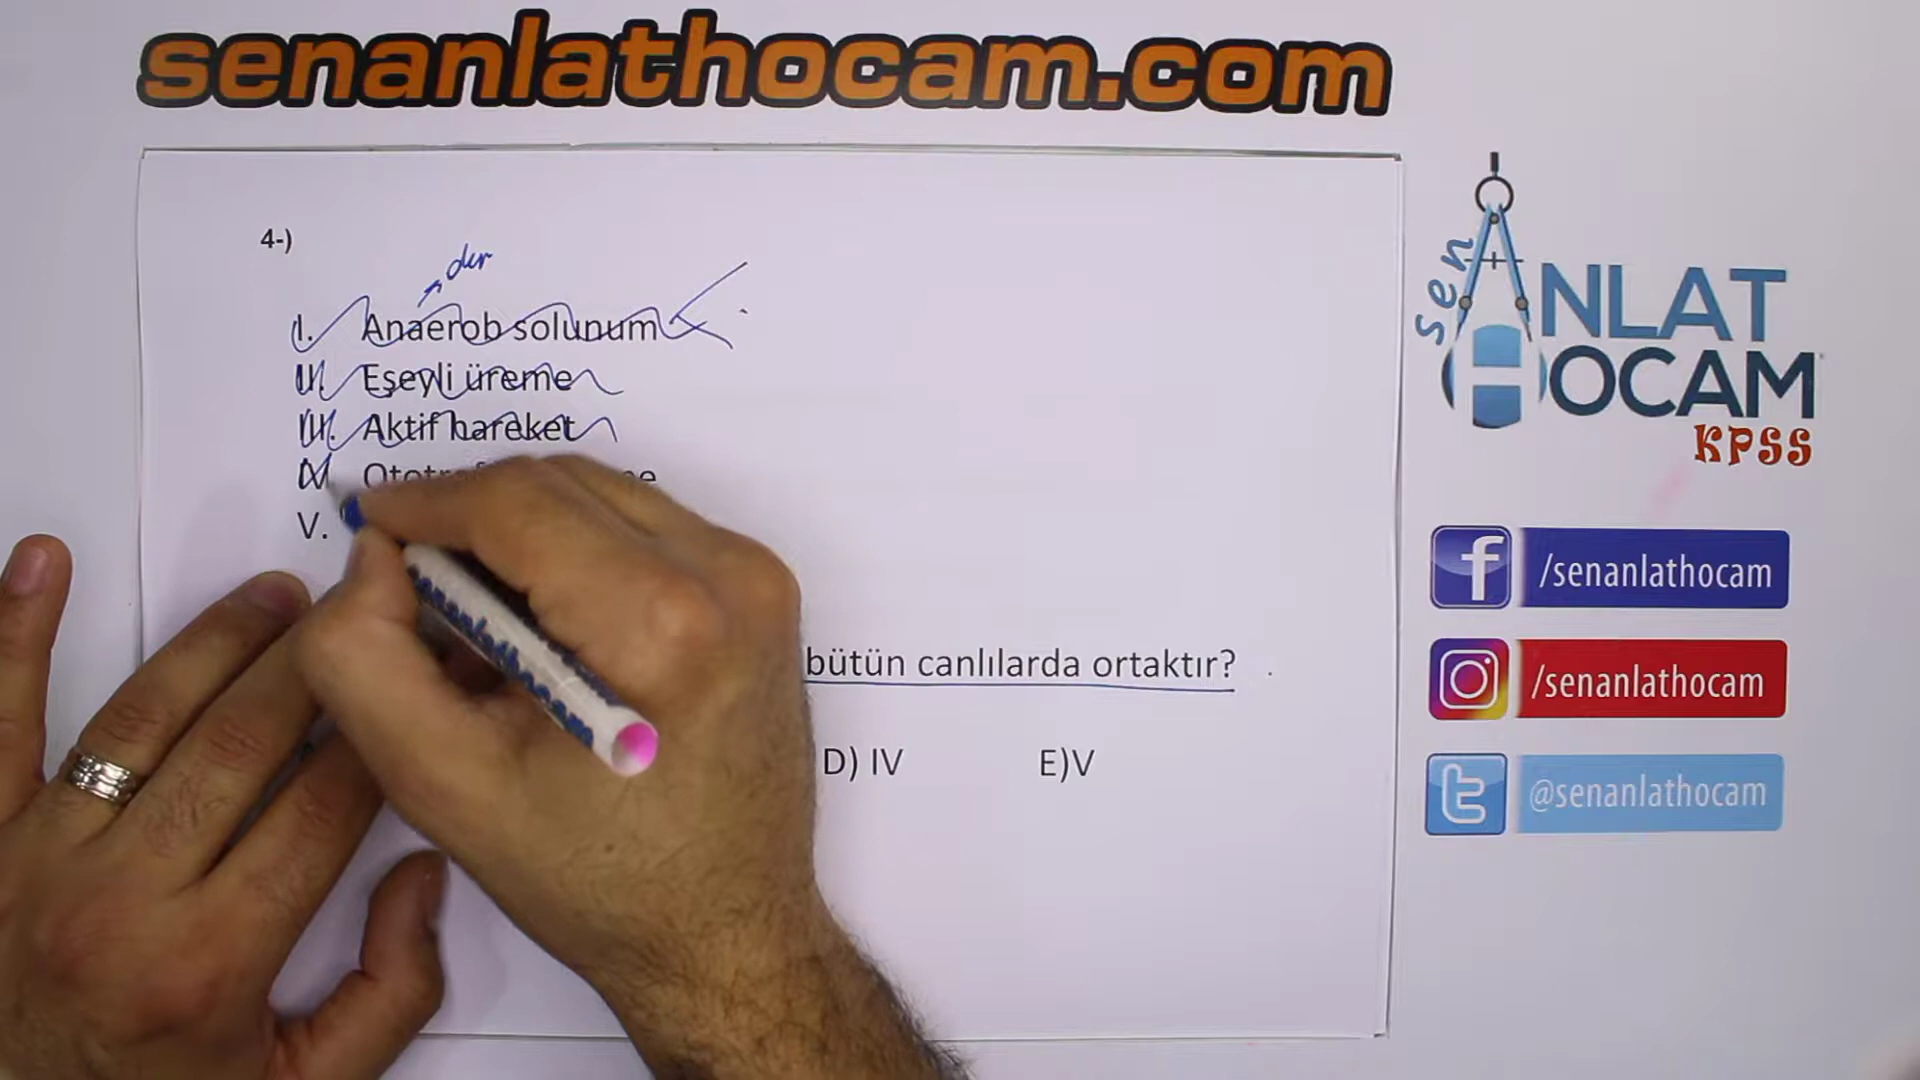 senanlathocam.com
4-)
dur
I. Anaerob solunum
II. Eşeyli üreme
III. Aktif hareket
IV.
V.
bütün canlılarda ortaktır?
D) IV E)V
sen
ANLAT
HOCAM
KPSS
/senanlathocam
/senanlathocam
@senanlathocam